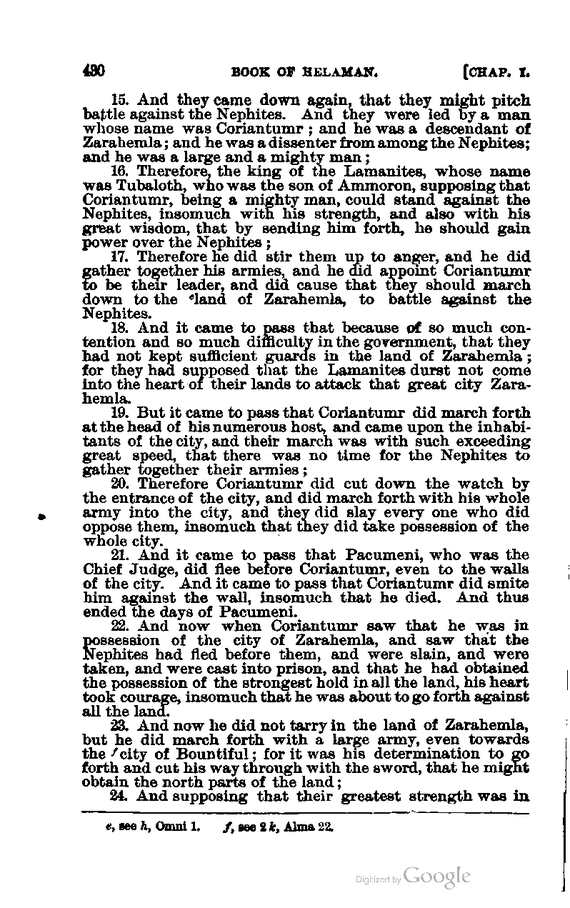 430 BOOK OF HELAMAN. [CHAP. I.
15. And they came down again, that they might pitch
battle against the Nephites. And they were led by a man
whose name was Coriantumr; and he was a descendant of
Zarahemla; and he was a dissenter from among the Nephites;
and he was a large and a mighty man;
16. Therefore, the king of the Lamanites, whose name
was Tubaloth, who was the son of Ammoron, supposing that
Coriantumr, being a mighty man, could stand against the
Nephites, insomuch with his strength, and also with his
great wisdom, that by sending him forth, he should gain
power over the Nephites;
17. Therefore he did stir them up to anger, and he did
gather together his armies, and he did appoint Coriantumr
to be their leader, and did cause that they should march
down to the eland of Zarahemla, to battle against the
Nephites.
18. And it came to pass that because of so much con-
tention and so much difficulty in the government, that they
had not kept sufficient guards in the land of Zarahemla;
for they had supposed that the Lamanites durst not come
into the heart of their lands to attack that great city Zara-
hemla.
19. But it came to pass that Coriantumr did march forth
at the head of his numerous host, and came upon the inhabi-
tants of the city, and their march was with such exceeding
great speed, that there was no time for the Nephites to
gather together their armies;
20. Therefore Coriantumr did cut down the watch by
the entrance of the city, and did march forth with his whole
army into the city, and they did slay every one who did
oppose them, insomuch that they did take possession of the
whole city.
21. And it came to pass that Pacumeni, who was the
Chief Judge, did flee before Coriantumr, even to the walls
of the city. And it came to pass that Coriantumr did smite
him against the wall, insomuch that he died. And thus
ended the days of Pacumeni.
22. And now when Coriantumr saw that he was in
possession of the city of Zarahemla, and saw that the
Nephites had fled before them, and were slain, and were
taken, and were cast into prison, and that he had obtained
the possession of the strongest hold in all the land, his heart
took courage, insomuch that he was about to go forth against
all the land.
23. And now he did not tarry in the land of Zarahemla,
but he did march forth with a large army, even towards
the fcity of Bountiful; for it was his determination to go
forth and cut his way through with the sword, that he might
obtain the north parts of the land;
24. And supposing that their greatest strength was in
e, see h, Omni 1. f, see 2 k, Alma 22.
Digitized by Google